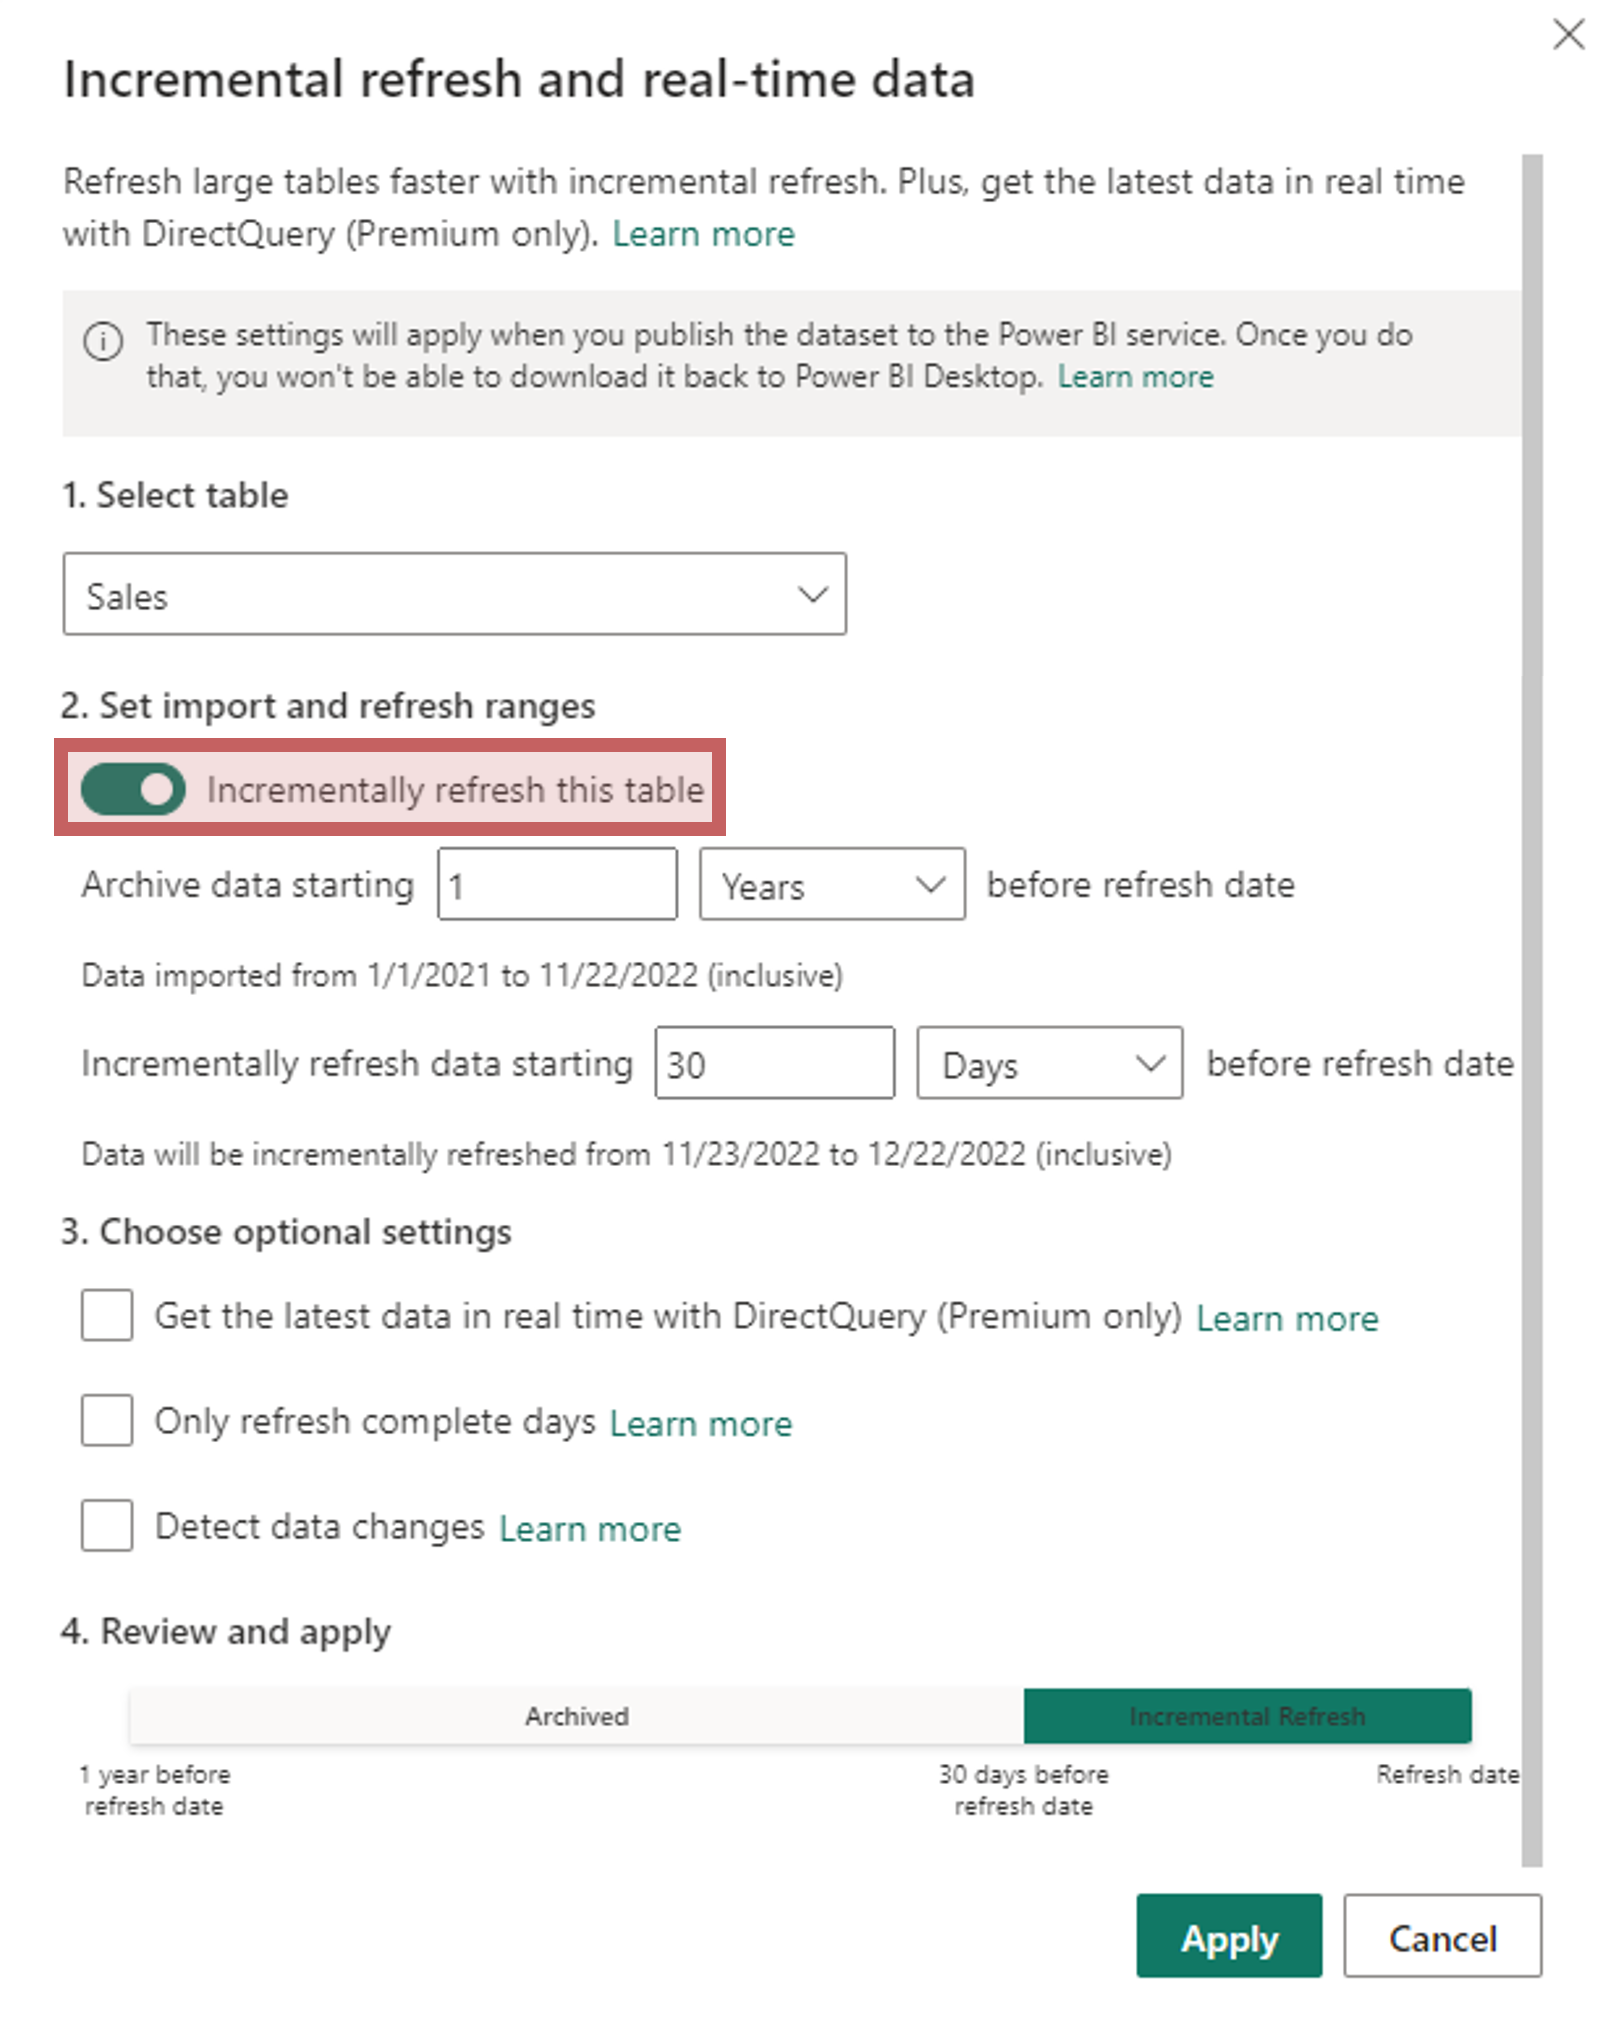 Incremental refresh and real-time data
Refresh large tables faster with incremental refresh. Plus, get the latest data in real time
with DirectQuery (Premium only). Learn more
These settings will apply when you publish the dataset to the Power BI service. Once you do
that, you won't be able to download it back to Power BI Desktop. Learn more
1. Select table
Sales
2. Set import and refresh ranges
Incrementally refresh this table
Archive data starting 1 Years before refresh date
Data imported from 1/1/2021 to 11/22/2022 (inclusive)
Incrementally refresh data starting 30 Days before refresh date
Data will be incrementally refreshed from 11/23/2022 to 12/22/2022 (inclusive)
3. Choose optional settings
Get the latest data in real time with DirectQuery (Premium only) Learn more
Only refresh complete days Learn more
Detect data changes Learn more
4. Review and apply
Archived Incremental Refresh
1 year before 30 days before Refresh date
refresh date refresh date
Apply Cancel